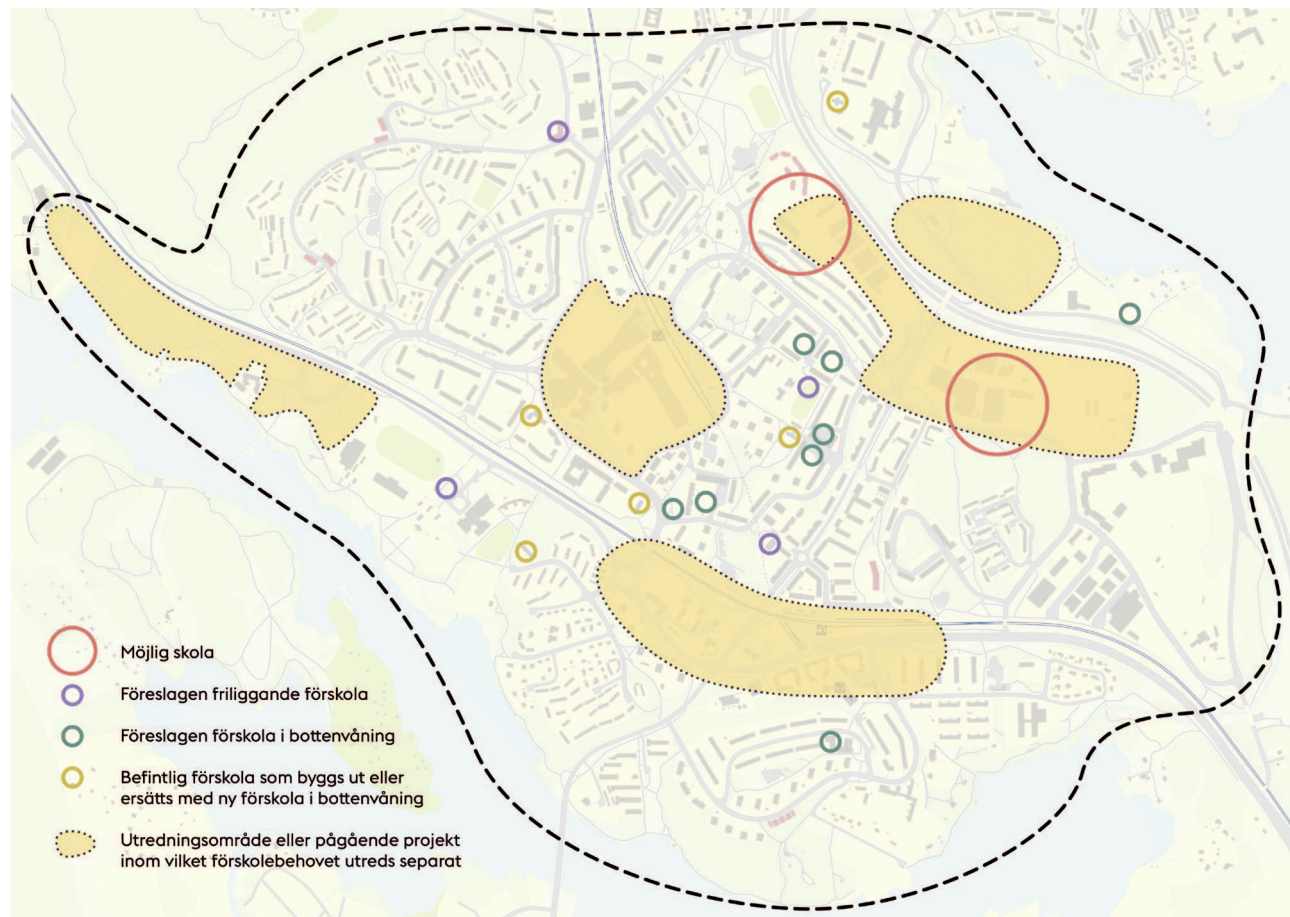 Möjlig skola
Föreslagen friliggande förskola
Föreslagen förskola i bottenvåning
Befintlig förskola som byggs ut eller
ersätts med ny förskola i bottenvåning
Utredningsområde eller pågående projekt
inom vilket förskolebehovet utreds separat